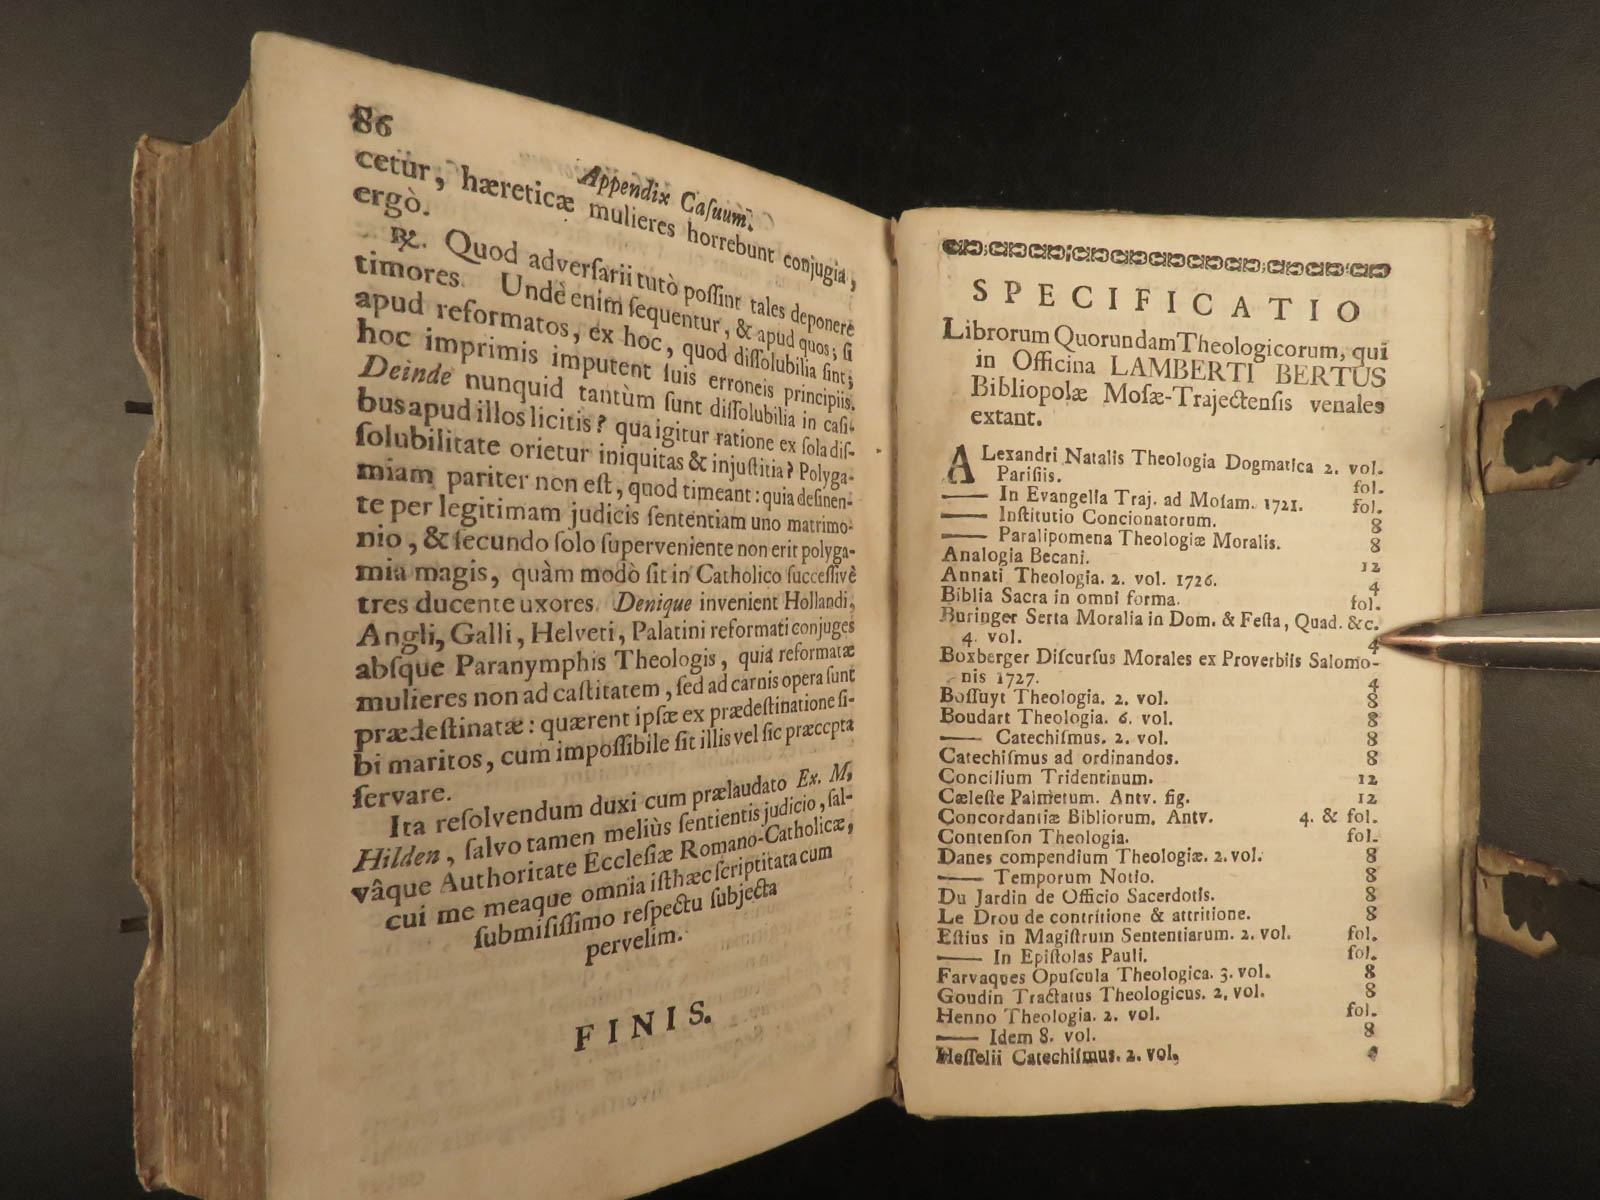 86
Appendix Caſuum.
cetur, hæreticæ mulieres horrebunt conjugia,
ergò.
℞. Quod adverſarii tutò poſſint tales deponere
timores. Undè enim ſequentur, & apud quos; ſi
apud reformatos, ex hoc, quod diſſolubilia ſint;
hoc imprimis imputent ſuis erroneis principiis.
Deinde nunquid tantùm ſunt diſſolubilia in caſi-
bus apud illos licitis? qua igitur ratione ex ſola diſ-
ſolubilitate orietur iniquitas & injuſtitia? Polyga-
miam pariter non eſt, quod timeant: quia deſinen-
te per legitimam judicis ſententiam uno matrimo-
nio, & ſecundo ſolo ſuperveniente non erit polyga-
mia magis, quàm modò ſit in Catholico ſucceſſivè
tres ducente uxores. Denique invenient Hollandi,
Angli, Galli, Helveti, Palatini reformati conjuges
abſque Paranymphis Theologis, quia reformatæ
mulieres non ad caſtitatem, ſed ad carnis opera ſunt
prædeſtinatæ: quærent ipſæ ex prædeſtinatione ſi-
bi maritos, cum impoſſibile ſit illis vel ſic præcepta
ſervare.
Ita reſolvendum duxi cum prælaudato Ex. M.
Hilden, ſalvo tamen meliùs ſentientis judicio, ſal-
vâque Authoritate Eccleſiæ Romano-Catholicæ,
cui me meaque omnia iſthæc ſcriptitata cum
ſubmiſiſſimo reſpectu ſubjecta
pervelim.
FINIS.
SPECIFICATIO
Librorum Quorundam Theologicorum, qui
in Officina LAMBERTI BERTUS
Bibliopolæ Moſæ-Trajectenſis venales
extant.
ALexandri Natalis Theologia Dogmatica 2. vol.
Pariſiis. fol.
—— In Evangelia Traj. ad Moſam. 1721. fol.
—— Inſtitutio Concionatorum. 8
—— Paralipomena Theologiæ Moralis. 8
Analogia Becani. 12
Annati Theologia. 2. vol. 1726. 4
Biblia Sacra in omni forma. fol.
Buringer Serta Moralia in Dom. & Feſta, Quad. &c.
4. vol. 4
Boxberger Diſcurſus Morales ex Proverbiis Salomo-
nis 1727. 4
Boſſuyt Theologia. 2. vol. 8
Boudart Theologia. 6. vol. 8
—— Catechiſmus. 2. vol. 8
Catechiſmus ad ordinandos. 8
Concilium Tridentinum. 12
Cæleſte Palmetum. Antv. fig. 12
Concordantiæ Bibliorum, Antv. 4. & fol.
Contenſon Theologia. fol.
Danes compendium Theologiæ. 2. vol. 8
—— Temporum Notio. 8
Du Jardin de Officio Sacerdotis. 8
Le Drou de contritione & attritione. 8
Eſtius in Magiſtrum Sententiarum. 2. vol. fol.
—— In Epiſtolas Pauli. fol.
Farvaques Opuſcula Theologica. 3. vol. 8
Goudin Tractatus Theologicus. 2. vol. 8
Henno Theologia. 2. vol. fol.
—— Idem 8. vol. 8
Heſſelii Catechiſmus. 2. vol.